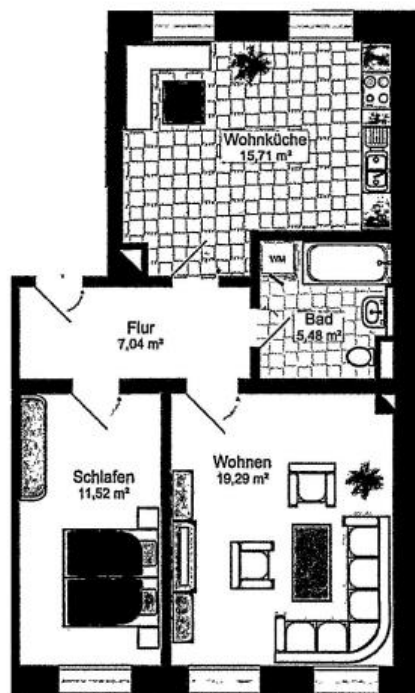 Wohnküche
15,71 m²
WM
Bad
5,48 m²
Flur
7,04 m²
Schlafen
11,52 m²
Wohnen
19,29 m²